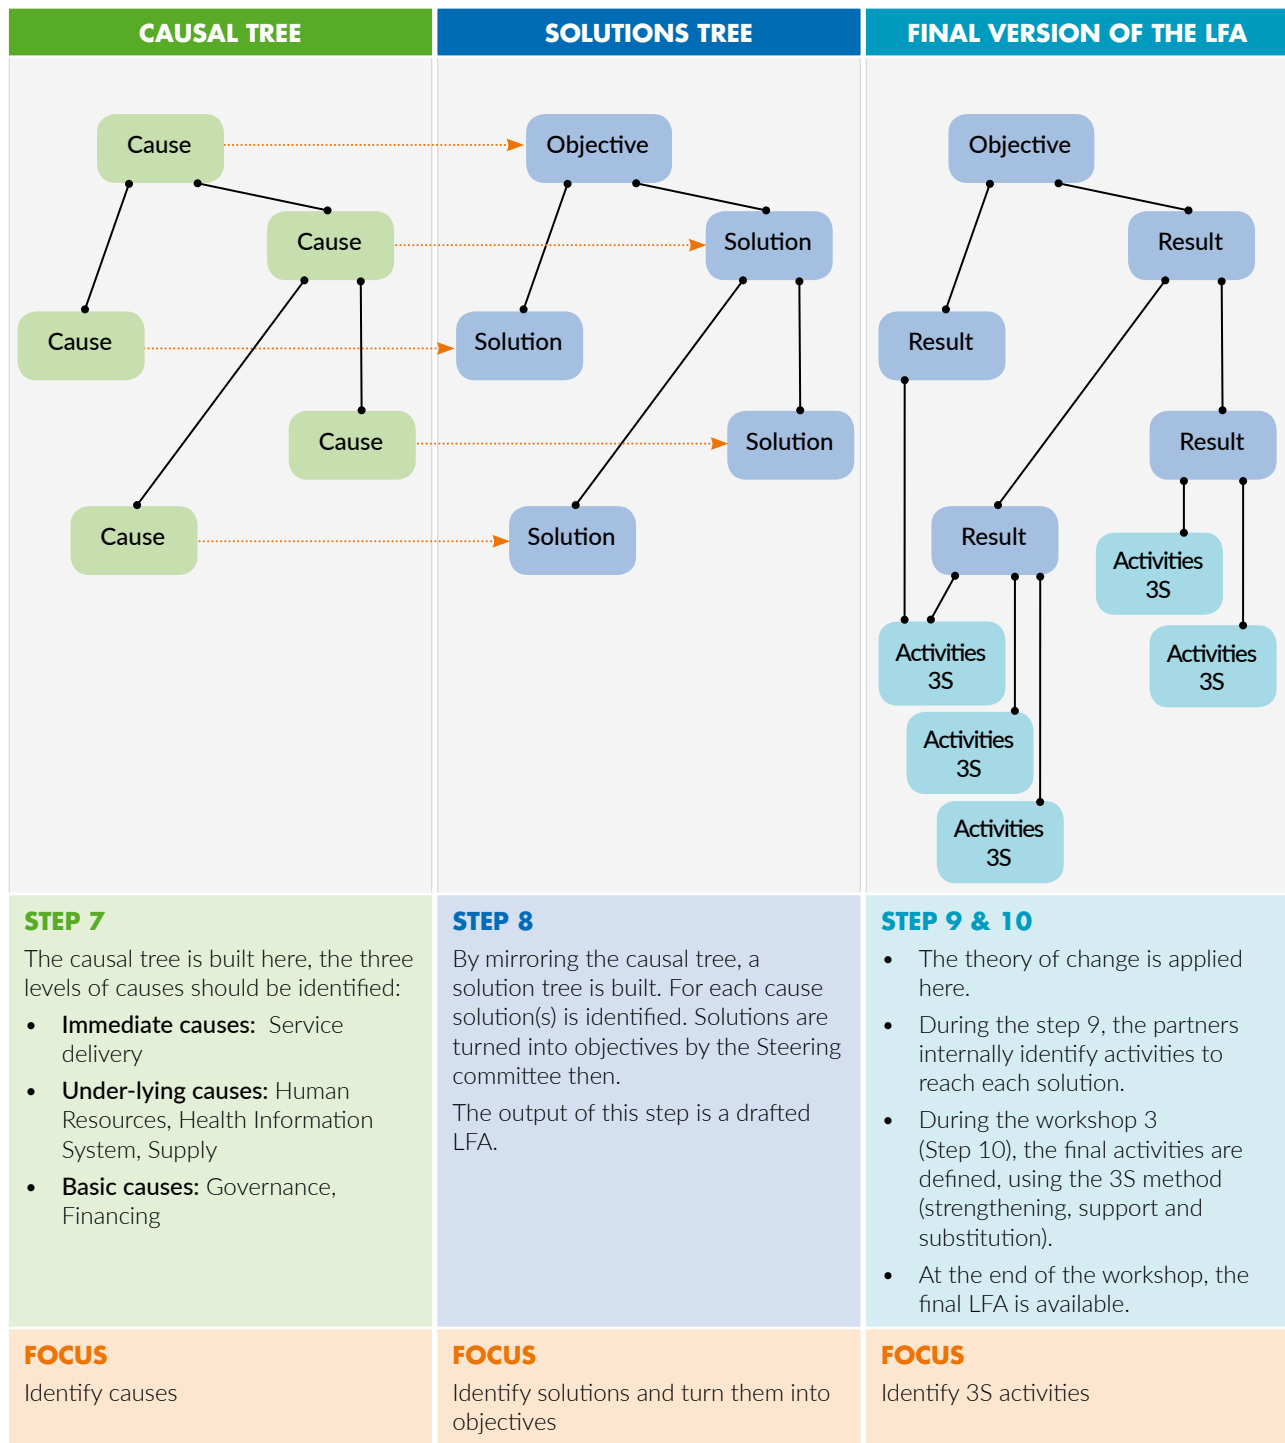 CAUSAL TREE
Cause
Cause
Cause
Cause
Cause
STEP 7
The causal tree is built here, the three
levels of causes should be identified:
• Immediate causes: Service
delivery
• Under-lying causes: Human
Resources, Health Information
System, Supply
• Basic causes: Governance,
Financing
FOCUS
Identify causes
SOLUTIONS TREE
Objective
Solution
Solution
Solution
Solution
STEP 8
By mirroring the causal tree, a
solution tree is built. For each cause
solution(s) is identified. Solutions are
turned into objectives by the Steering
committee then.
The output of this step is a drafted
LFA.
FOCUS
Identify solutions and turn them into
objectives
FINAL VERSION OF THE LFA
Objective
Result
Result
Result
Result
Activities
3S
Activities
3S
Activities
3S
Activities
3S
Activities
3S
STEP 9 & 10
• The theory of change is applied
here.
• During the step 9, the partners
internally identify activities to
reach each solution.
• During the workshop 3
(Step 10), the final activities are
defined, using the 3S method
(strengthening, support and
substitution).
• At the end of the workshop, the
final LFA is available.
FOCUS
Identify 3S activities